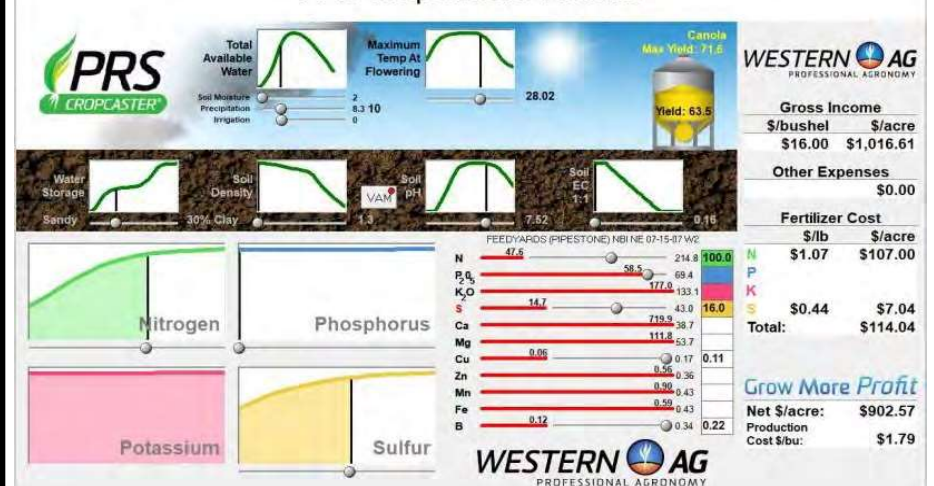 PRS
CROPCASTER®
Total
Available
Water
Soil Moisture 2
Precipitation 8.3 10
Irrigation 0
Maximum
Temp At
Flowering
28.02
Canola
Max Yield: 71.6
Yield: 63.5
WESTERN AG
PROFESSIONAL AGRONOMY
Water
Storage
Sandy
30% Clay
Soil
Density
1.3
VAM
Soil
pH
7.52
Soil
EC
1:1
0.16
Gross Income
$/bushel $/acre
$16.00 $1,016.61
Other Expenses
$0.00
Fertilizer Cost
$/lb $/acre
N $1.07 $107.00
P
K
S $0.44 $7.04
Total: $114.04
Nitrogen
Phosphorus
Potassium
Sulfur
FEEDYARDS (PIPESTONE) NBI NE 07-15-07 W2
N 47.6 214.8 100.0
P2O5 58.5 69.4
K2O 177.0 133.1
S 14.7 43.0 16.0
Ca 719.9 38.7
Mg 111.8 53.7
Cu 0.06 0.17 0.11
Zn 0.56 0.36
Mn 0.90 0.43
Fe 0.59 0.43
B 0.12 0.34 0.22
WESTERN AG
PROFESSIONAL AGRONOMY
Grow More Profit
Net $/acre: $902.57
Production
Cost $/bu: $1.79